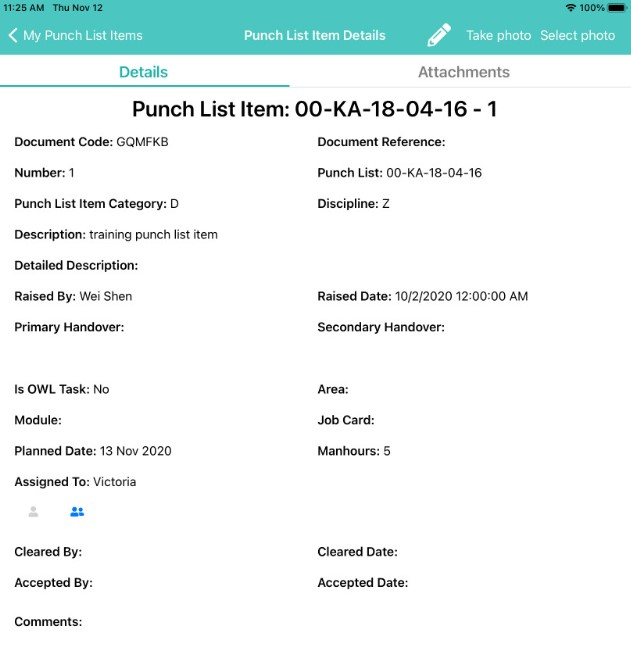 11:25 AM Thu Nov 12 100%
My Punch List Items Punch List Item Details Take photo Select photo
Details Attachments
Punch List Item: 00-KA-18-04-16 - 1
Document Code: GQMFKB Document Reference:
Number: 1 Punch List: 00-KA-18-04-16
Punch List Item Category: D Discipline: Z
Description: training punch list item
Detailed Description:
Raised By: Wei Shen Raised Date: 10/2/2020 12:00:00 AM
Primary Handover: Secondary Handover:
Is OWL Task: No Area:
Module: Job Card:
Planned Date: 13 Nov 2020 Manhours: 5
Assigned To: Victoria
Cleared By: Cleared Date:
Accepted By: Accepted Date:
Comments: